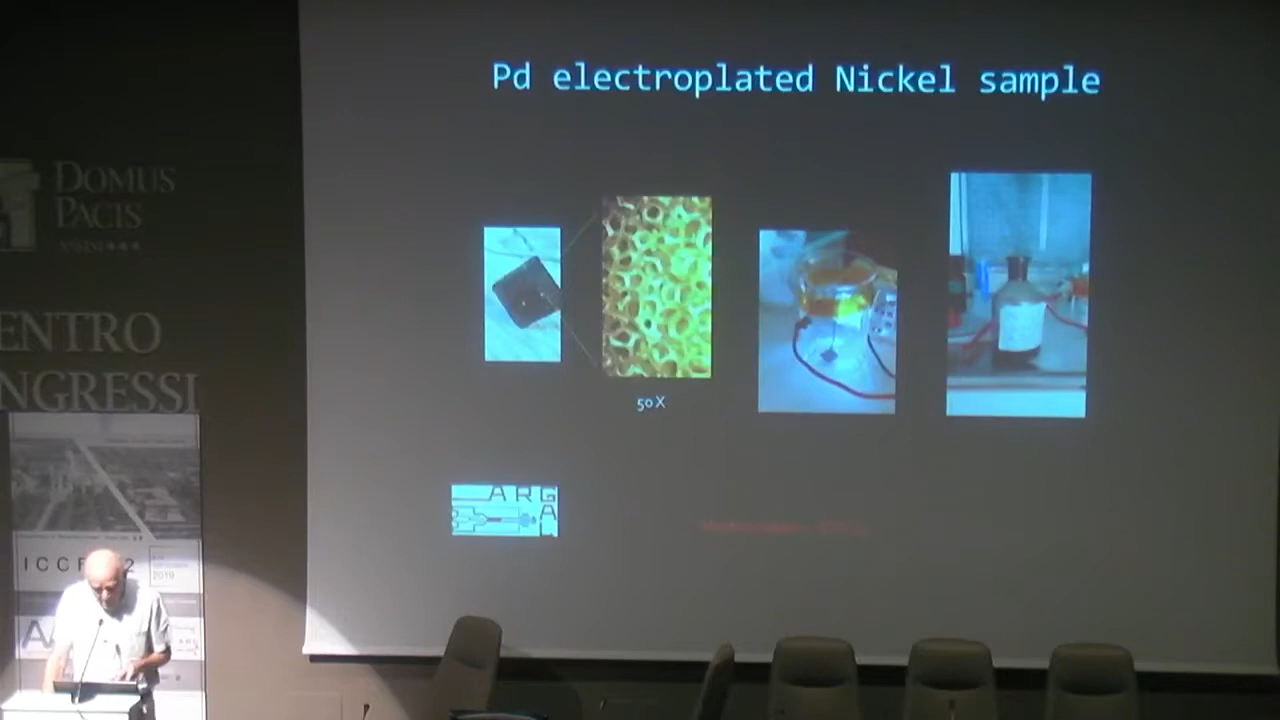 Pd electroplated Nickel sample
DOMUS
PACIS
50X
ENTRO
NGRESSI
ARG
A
L
ICCF
2
2019